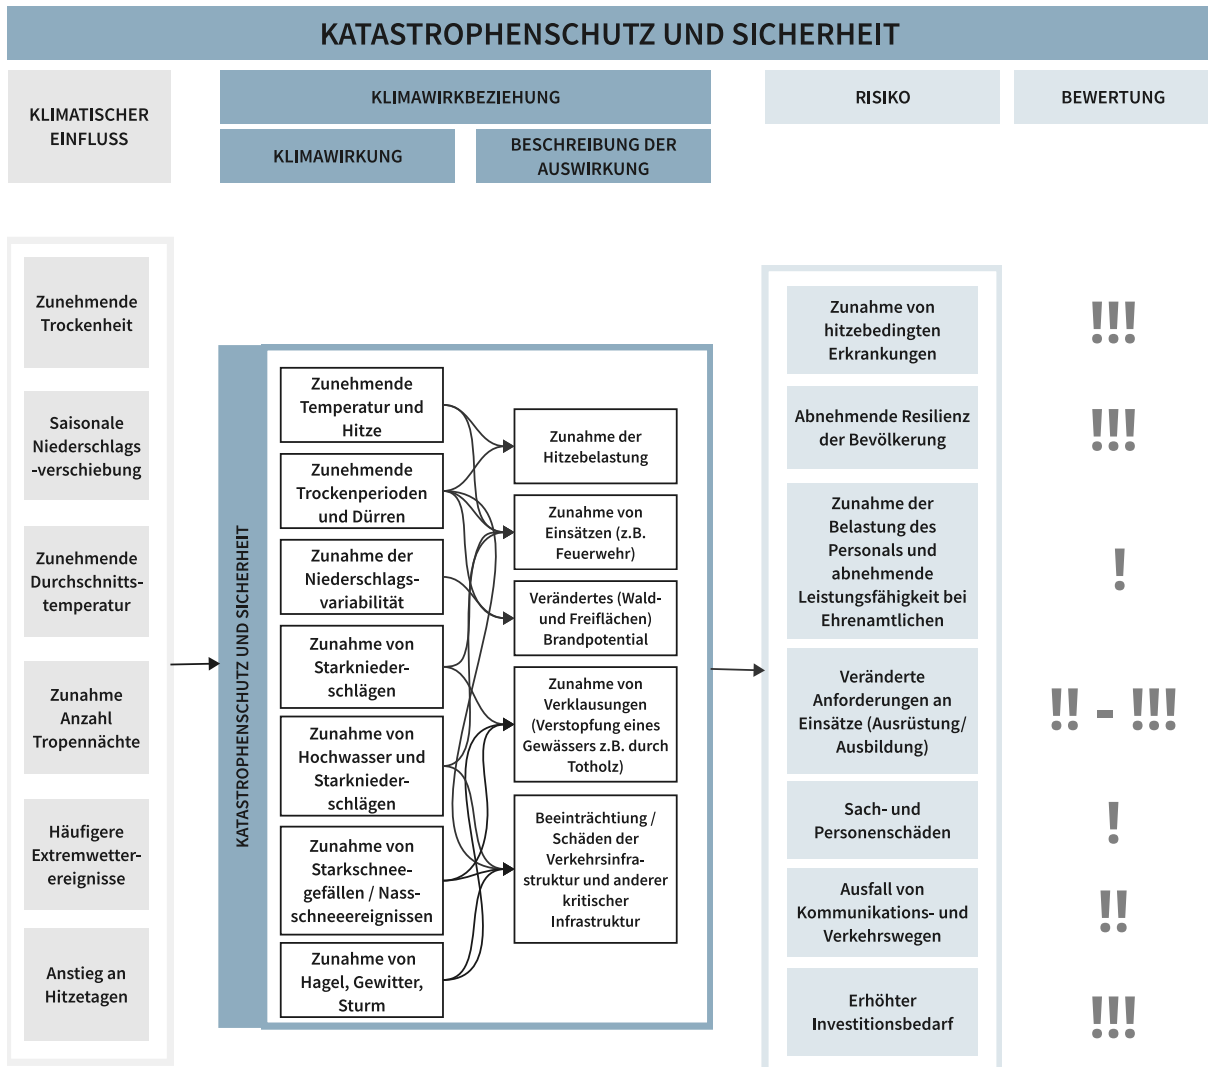 KATASTROPHENSCHUTZ UND SICHERHEIT
KLIMATISCHER
EINFLUSS
KLIMAWIRKBEZIEHUNG
KLIMAWIRKUNG
BESCHREIBUNG DER
AUSWIRKUNG
RISIKO
BEWERTUNG
Zunehmende
Trockenheit
Saisonale
Niederschlags
-verschiebung
Zunehmende
Durchschnitts-
temperatur
Zunahme
Anzahl
Tropennächte
Häufigere
Extremwetter-
ereignisse
Anstieg an
Hitzetagen
KATASTROPHENSCHUTZ UND SICHERHEIT
Zunehmende
Temperatur und
Hitze
Zunehmende
Trockenperioden
und Dürren
Zunahme der
Niederschlags-
variabilität
Zunahme von
Starknieder-
schlägen
Zunahme von
Hochwasser und
Starknieder-
schlägen
Zunahme von
Starkschnee-
gefällen / Nass-
schneeereignissen
Zunahme von
Hagel, Gewitter,
Sturm
Zunahme der
Hitzebelastung
Zunahme von
Einsätzen (z.B.
Feuerwehr)
Verändertes (Wald-
und Freiflächen)
Brandpotential
Zunahme von
Verklausungen
(Verstopfung eines
Gewässers z.B. durch
Totholz)
Beeinträchtiung /
Schäden der
Verkehrsinfra-
struktur und anderer
kritischer
Infrastruktur
Zunahme von
hitzebedingten
Erkrankungen
!!!
Abnehmende Resilienz
der Bevölkerung
!!!
Zunahme der
Belastung des
Personals und
abnehmende
Leistungsfähigkeit bei
Ehrenamtlichen
!
Veränderte
Anforderungen an
Einsätze (Ausrüstung/
Ausbildung)
!! - !!!
Sach- und
Personenschäden
!
Ausfall von
Kommunikations- und
Verkehrswegen
!!
Erhöhter
Investitionsbedarf
!!!